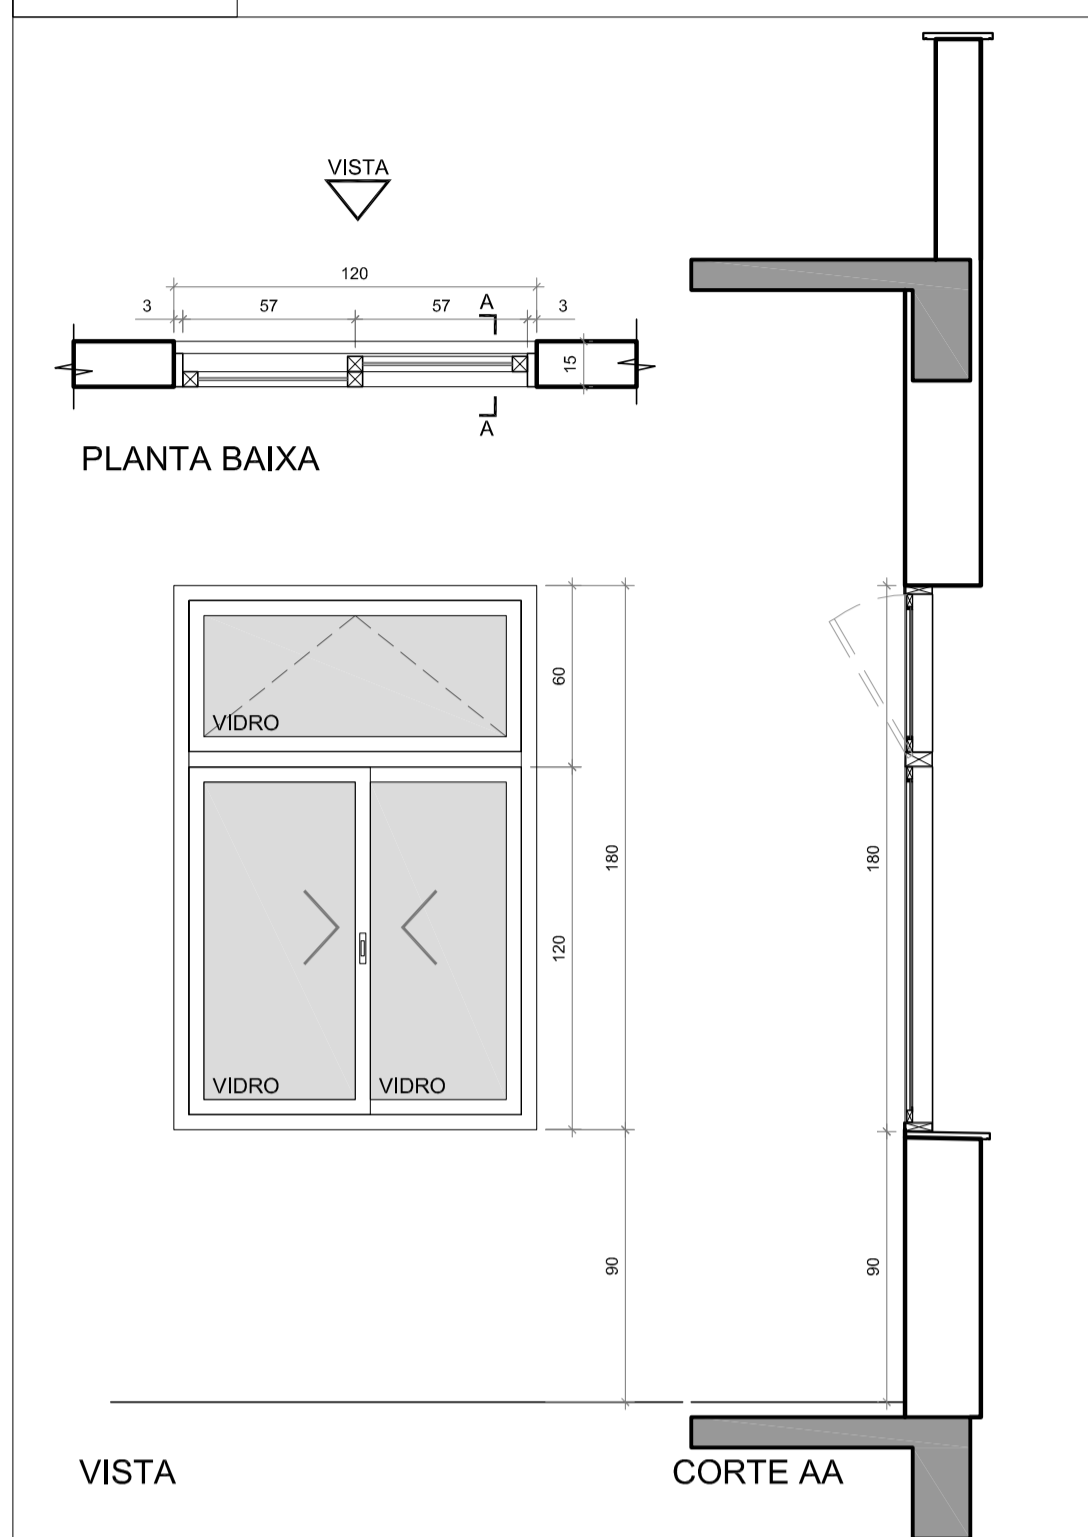 VISTA
120
3 57 57 A 3
15
A
PLANTA BAIXA
60
VIDRO
180 180
120
VIDRO VIDRO
90 90
VISTA CORTE AA